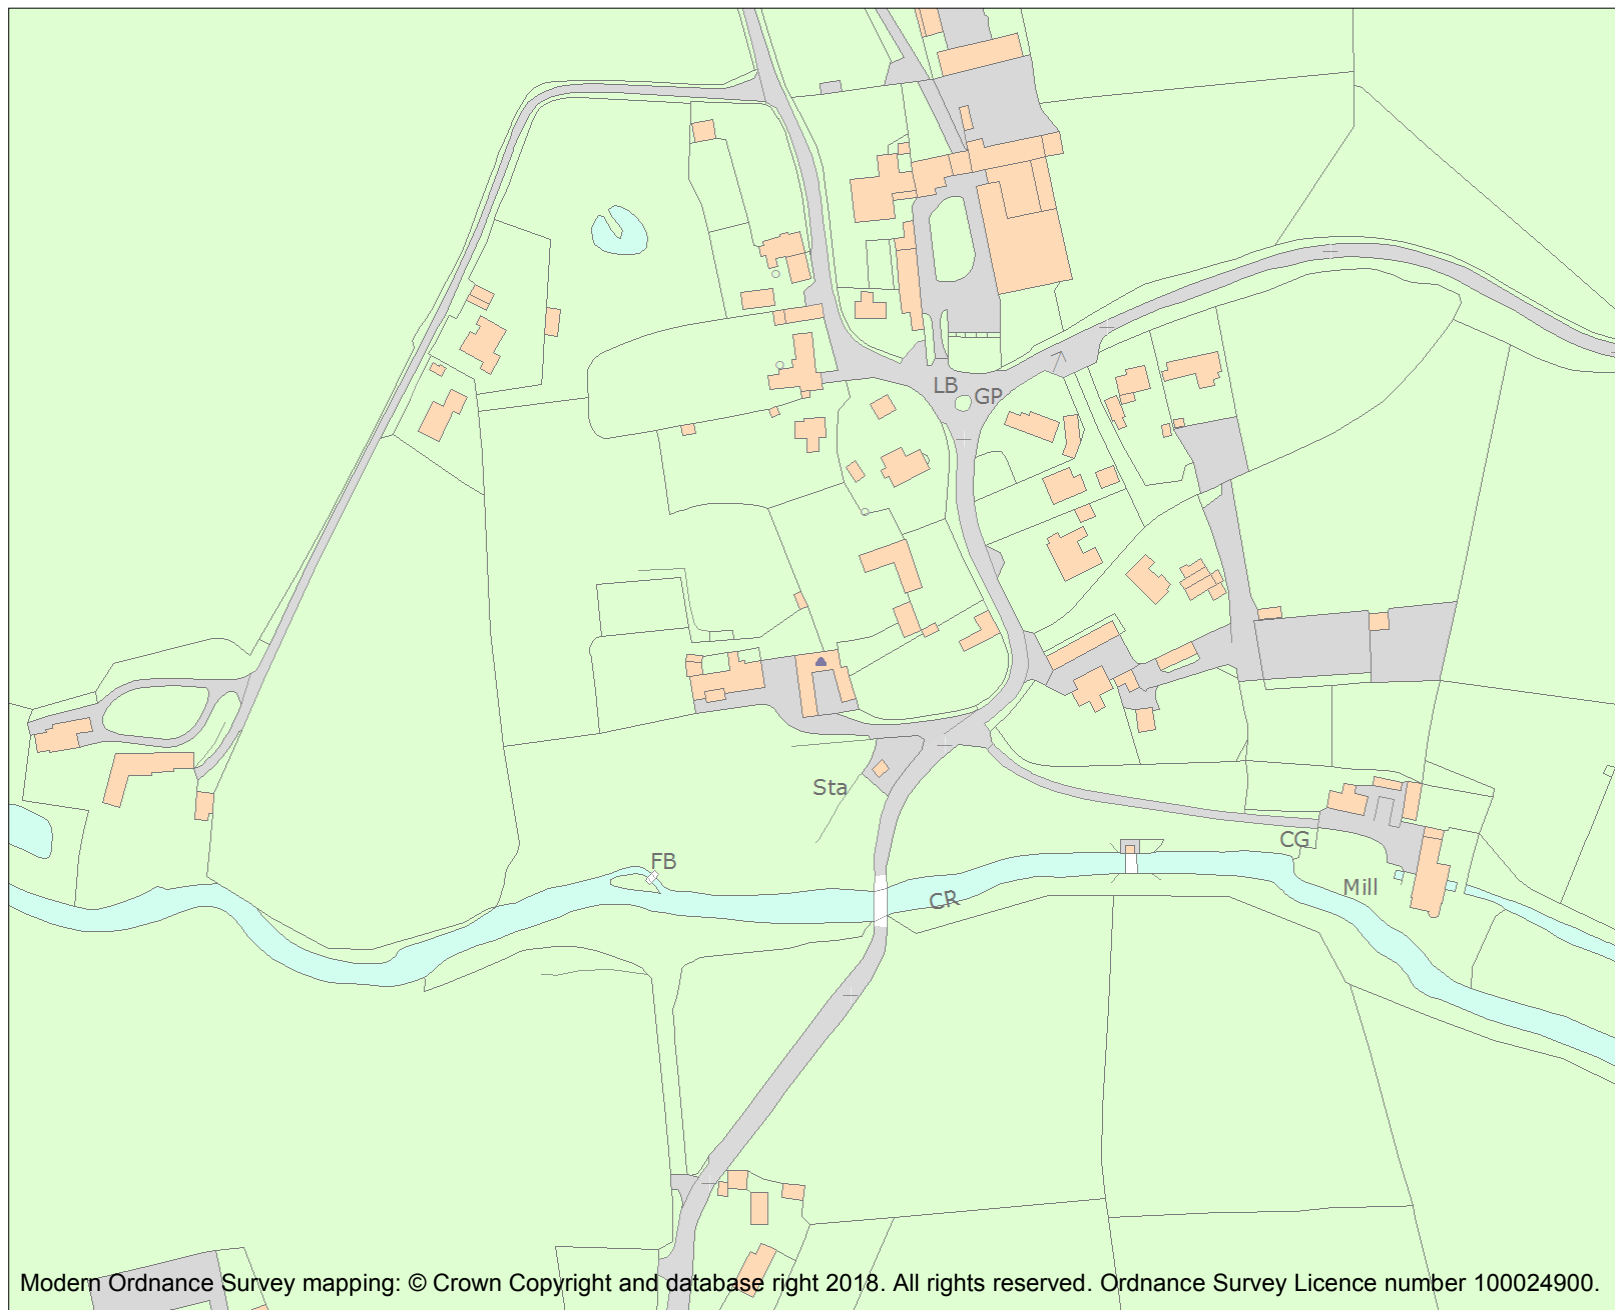 LB
GP
Sta
CG
FB
Mill
CR
Modern Ordnance Survey mapping: © Crown Copyright and database right 2018. All rights reserved. Ordnance Survey Licence number 100024900.